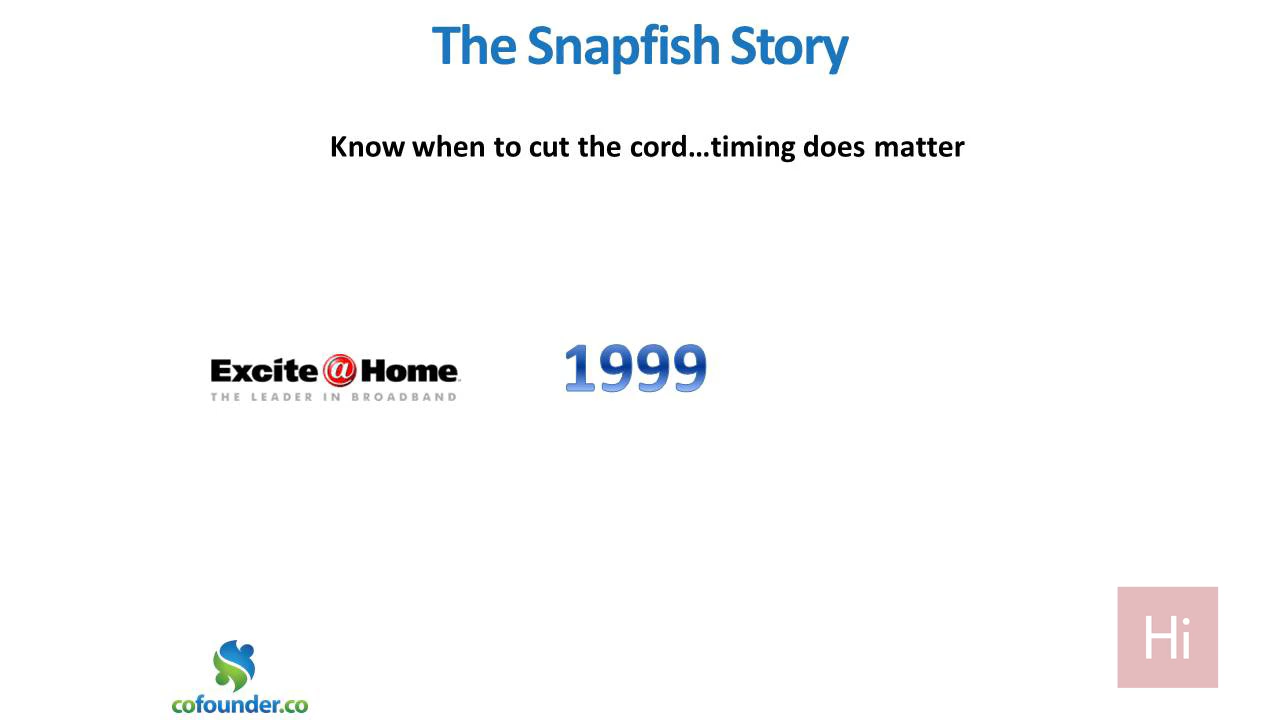 The Snapfish Story
Know when to cut the cord...timing does matter
Excite@Home
THE LEADER IN BROADBAND
1999
Hi
cofounder.co